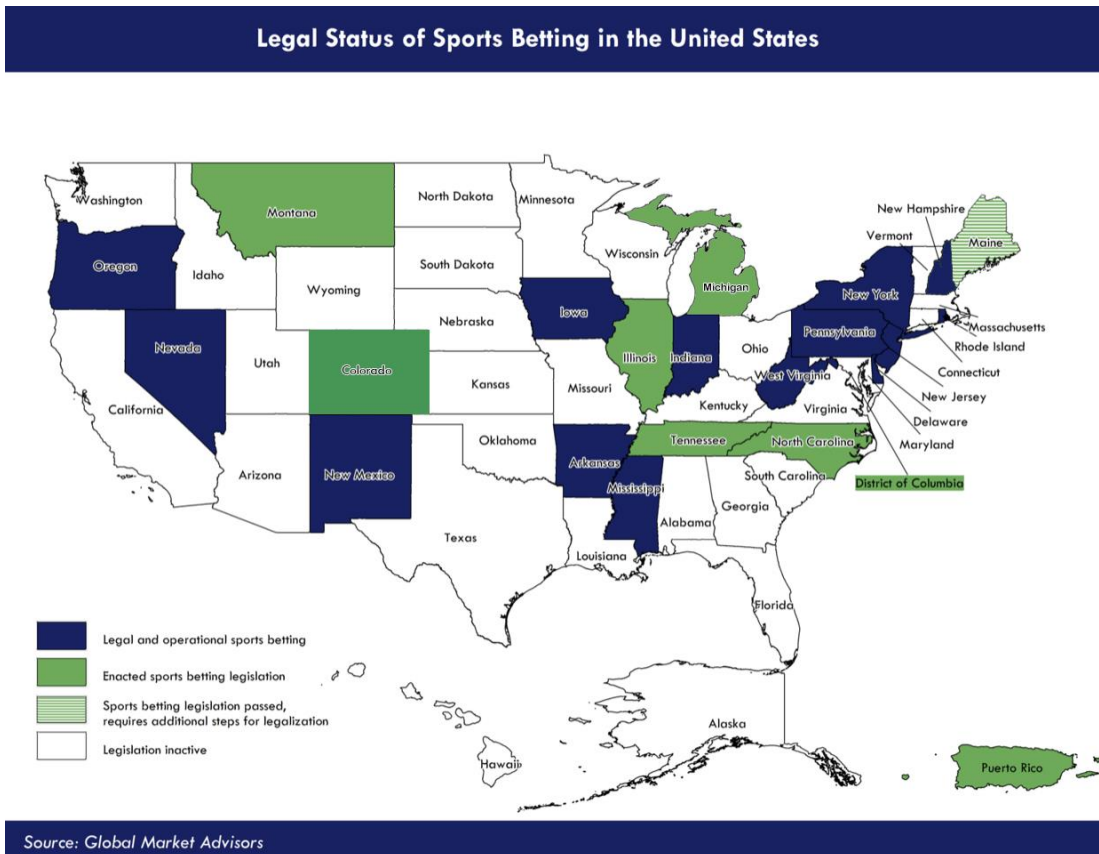 Legal Status of Sports Betting in the United States
Washington
Montana
North Dakota
Minnesota
New Hampshire
Vermont
Maine
Oregon
Idaho
South Dakota
Wisconsin
Michigan
Wyoming
New York
Iowa
Nebraska
Massachusetts
Pennsylvania
Nevada
Rhode Island
Utah
Colorado
Illinois
Indiana
Ohio
Connecticut
West Virginia
Kansas
Missouri
New Jersey
California
Kentucky
Virginia
Delaware
Maryland
Oklahoma
Tennessee
North Carolina
Arizona
New Mexico
Arkansas
South Carolina
District of Columbia
Mississippi
Georgia
Alabama
Texas
Louisiana
Florida
Legal and operational sports betting
Enacted sports betting legislation
Sports betting legislation passed,
requires additional steps for legalization
Legislation inactive
Alaska
Hawaii
Puerto Rico
Source: Global Market Advisors